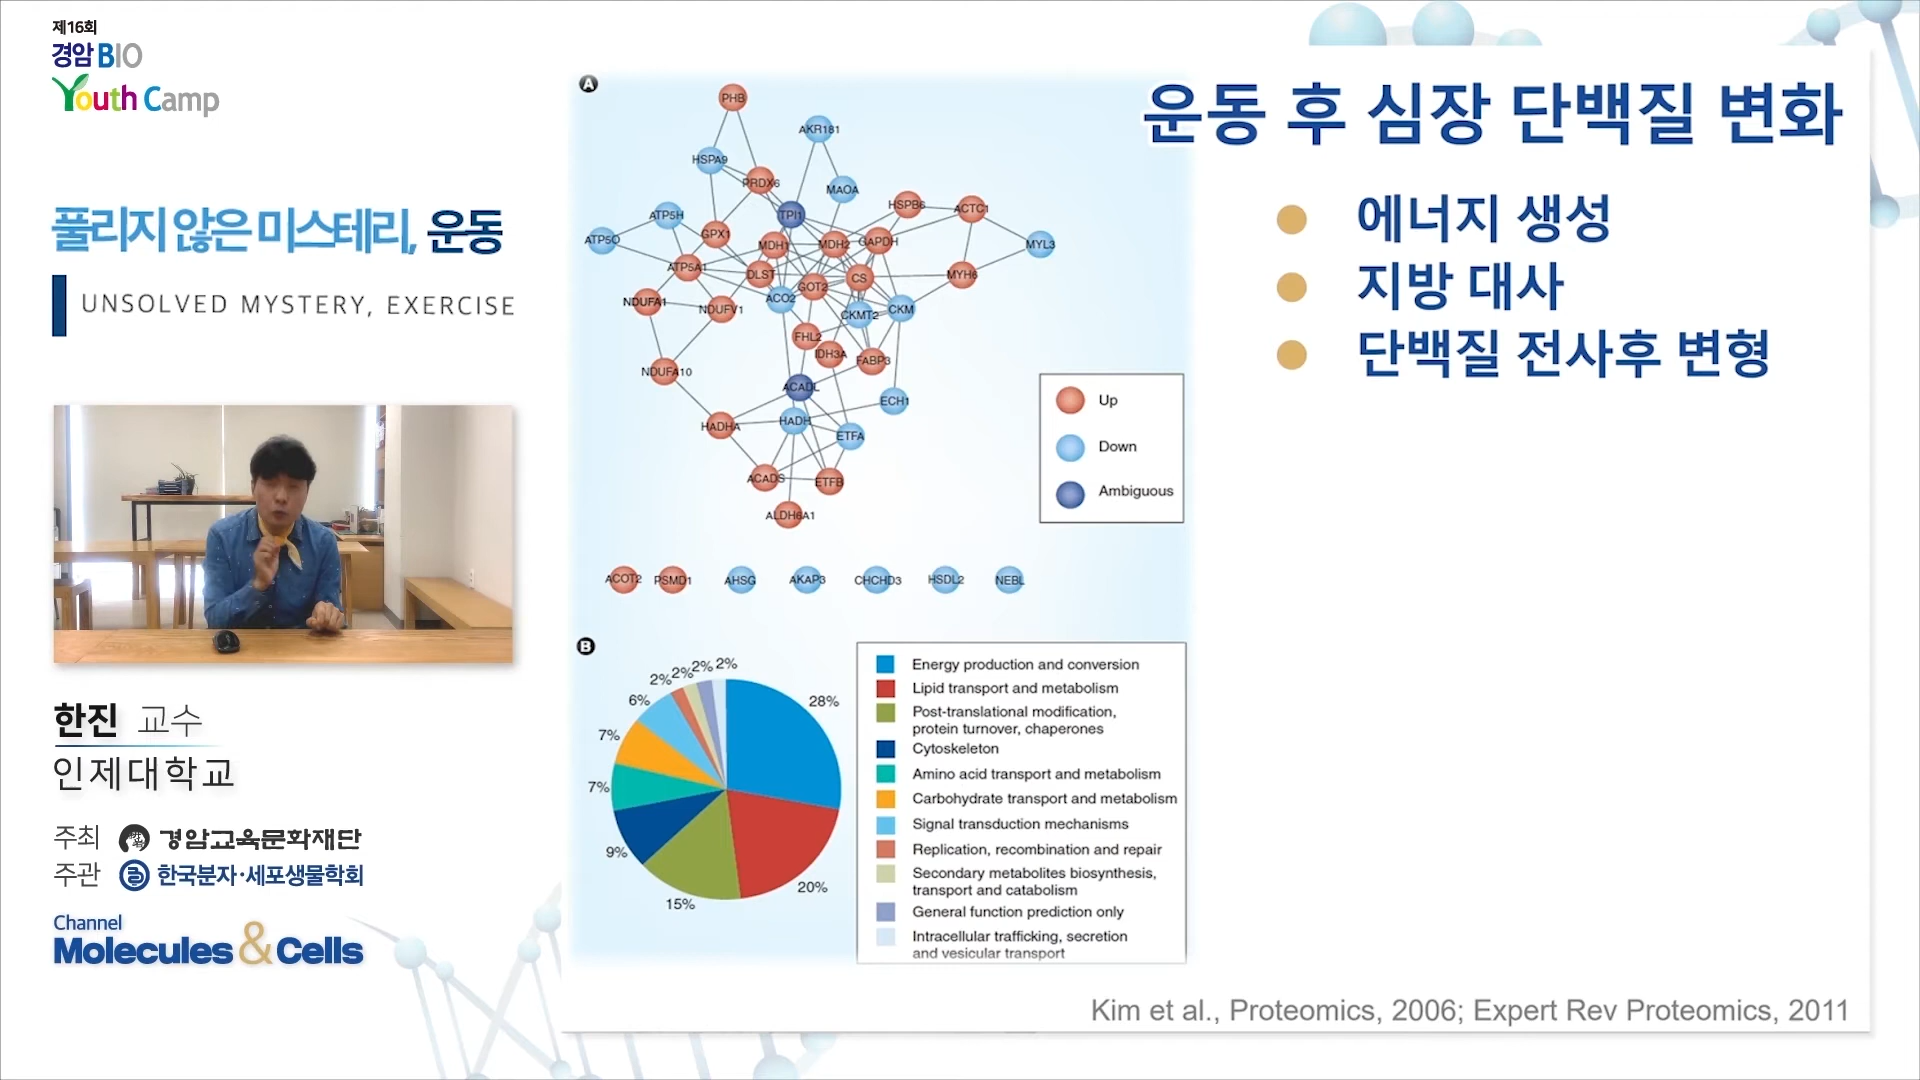 제16회
경암 BIO
Youth Camp
풀리지 않은 미스테리, 운동
UNSOLVED MYSTERY, EXERCISE
한진 교수
인제대학교
주최 경암교육문화재단
주관 한국분자·세포생물학회
Channel
Molecules & Cells
운동 후 심장 단백질 변화
에너지 생성
지방 대사
단백질 전사후 변형
A
PHB
AKR181
HSPA9
PRDX6
MAOA
ATP5H
TPI1
HSPB6
ACTC1
ATP5O
GPX1
MDH1
MDH2
GAPDH
MYL3
ATP5A1
DLST
CS
MYH6
NDUFA1
NDUFV1
ACO2
GOT2
CKMT2
CKM
FHL2
IDH3A
FABP3
NDUFA10
ACADL
ECH1
HADHA
HADH
ETFA
ACADS
ETFB
ALDH6A1
Up
Down
Ambiguous
ACOT2
PSMD1
AHSG
AKAP3
CHCHD3
HSDL2
NEBL
B
2%
2%
2%
2%
6%
28%
7%
7%
9%
15%
20%
Energy production and conversion
Lipid transport and metabolism
Post-translational modification,
protein turnover, chaperones
Cytoskeleton
Amino acid transport and metabolism
Carbohydrate transport and metabolism
Signal transduction mechanisms
Replication, recombination and repair
Secondary metabolites biosynthesis,
transport and catabolism
General function prediction only
Intracellular trafficking, secretion
and vesicular transport
Kim et al., Proteomics, 2006; Expert Rev Proteomics, 2011